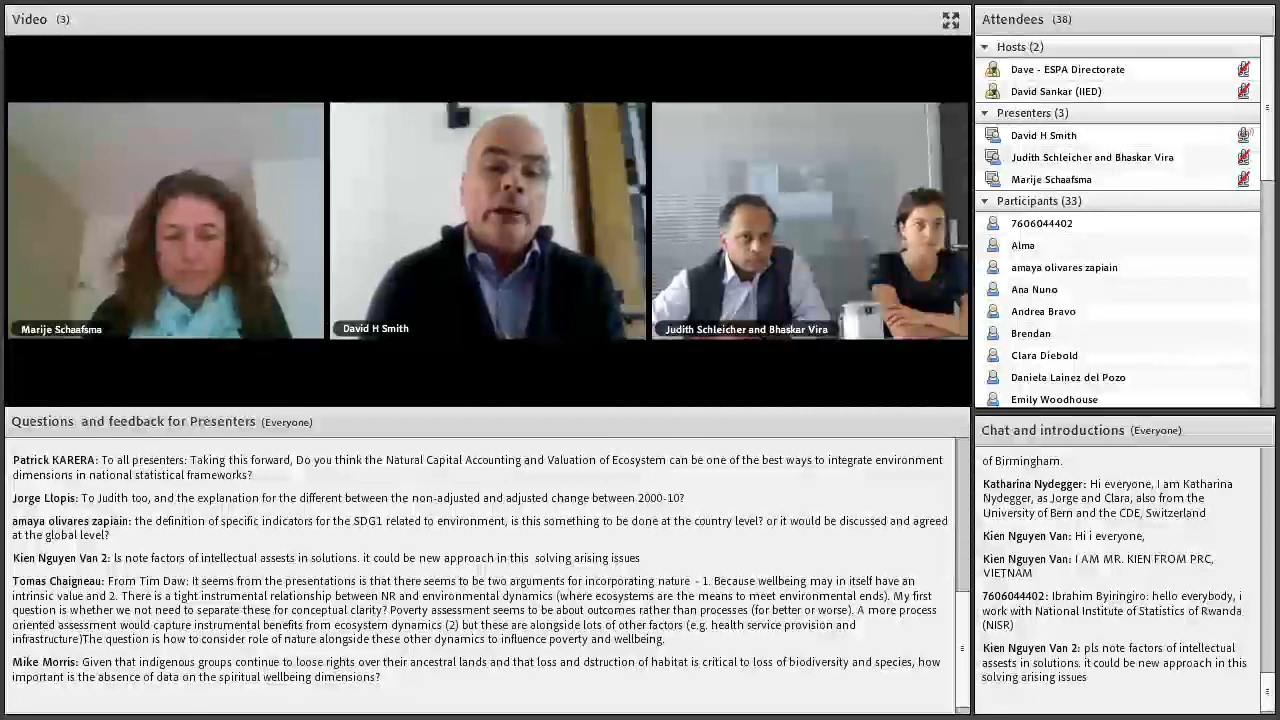 Video (3)
Marije Schaafsma
David H Smith
Judith Schleicher and Bhaskar Vira
Questions and feedback for Presenters (Everyone)
Patrick KARERA: To all presenters: Taking this forward, Do you think the Natural Capital Accounting and Valuation of Ecosystem can be one of the best ways to integrate environment
dimensions in national statistical frameworks?
Jorge Llopis: To Judith too, and the explanation for the different between the non-adjusted and adjusted change between 2000-10?
amaya olivares zapiain: the definition of specific indicators for the SDG1 related to environment, is this something to be done at the country level? or it would be discussed and agreed
at the global level?
Kien Nguyen Van 2: ls note factors of intellectual assests in solutions. it could be new approach in this solving arising issues
Tomas Chaigneau: From Tim Daw: It seems from the presentations is that there seems to be two arguments for incorporating nature - 1. Because wellbeing may in itself have an
intrinsic value and 2. There is a tight instrumental relationship between NR and environmental dynamics (where ecosystems are the means to meet environmental ends). My first
question is whether we not need to separate these for conceptual clarity? Poverty assessment seems to be about outcomes rather than processes (for better or worse). A more process
oriented assessment would capture instrumental benefits from ecosystem dynamics (2) but these are alongside lots of other factors (e.g. health service provision and
infrastructure)The question is how to consider role of nature alongside these other dynamics to influence poverty and wellbeing.
Mike Morris: Given that indigenous groups continue to loose rights over their ancestral lands and that loss and dstruction of habitat is critical to loss of biodiversity and species, how
important is the absence of data on the spiritual wellbeing dimensions?
Attendees (38)
Hosts (2)
Dave - ESPA Directorate
David Sankar (IIED)
Presenters (3)
David H Smith
Judith Schleicher and Bhaskar Vira
Marije Schaafsma
Participants (33)
7606044402
Alma
amaya olivares zapiain
Ana Nuno
Andrea Bravo
Brendan
Clara Diebold
Daniela Lainez del Pozo
Emily Woodhouse
Chat and introductions (Everyone)
of Birmingham.
Katharina Nydegger: Hi everyone, I am Katharina
Nydegger, as Jorge and Clara, also from the
University of Bern and the CDE, Switzerland
Kien Nguyen Van: Hi i everyone,
Kien Nguyen Van: I AM MR. KIEN FROM PRC,
VIETNAM
7606044402: Ibrahim Byiringiro: hello everybody, i
work with National Institute of Statistics of Rwanda
(NISR)
Kien Nguyen Van 2: pls note factors of intellectual
assests in solutions. it could be new approach in this
solving arising issues